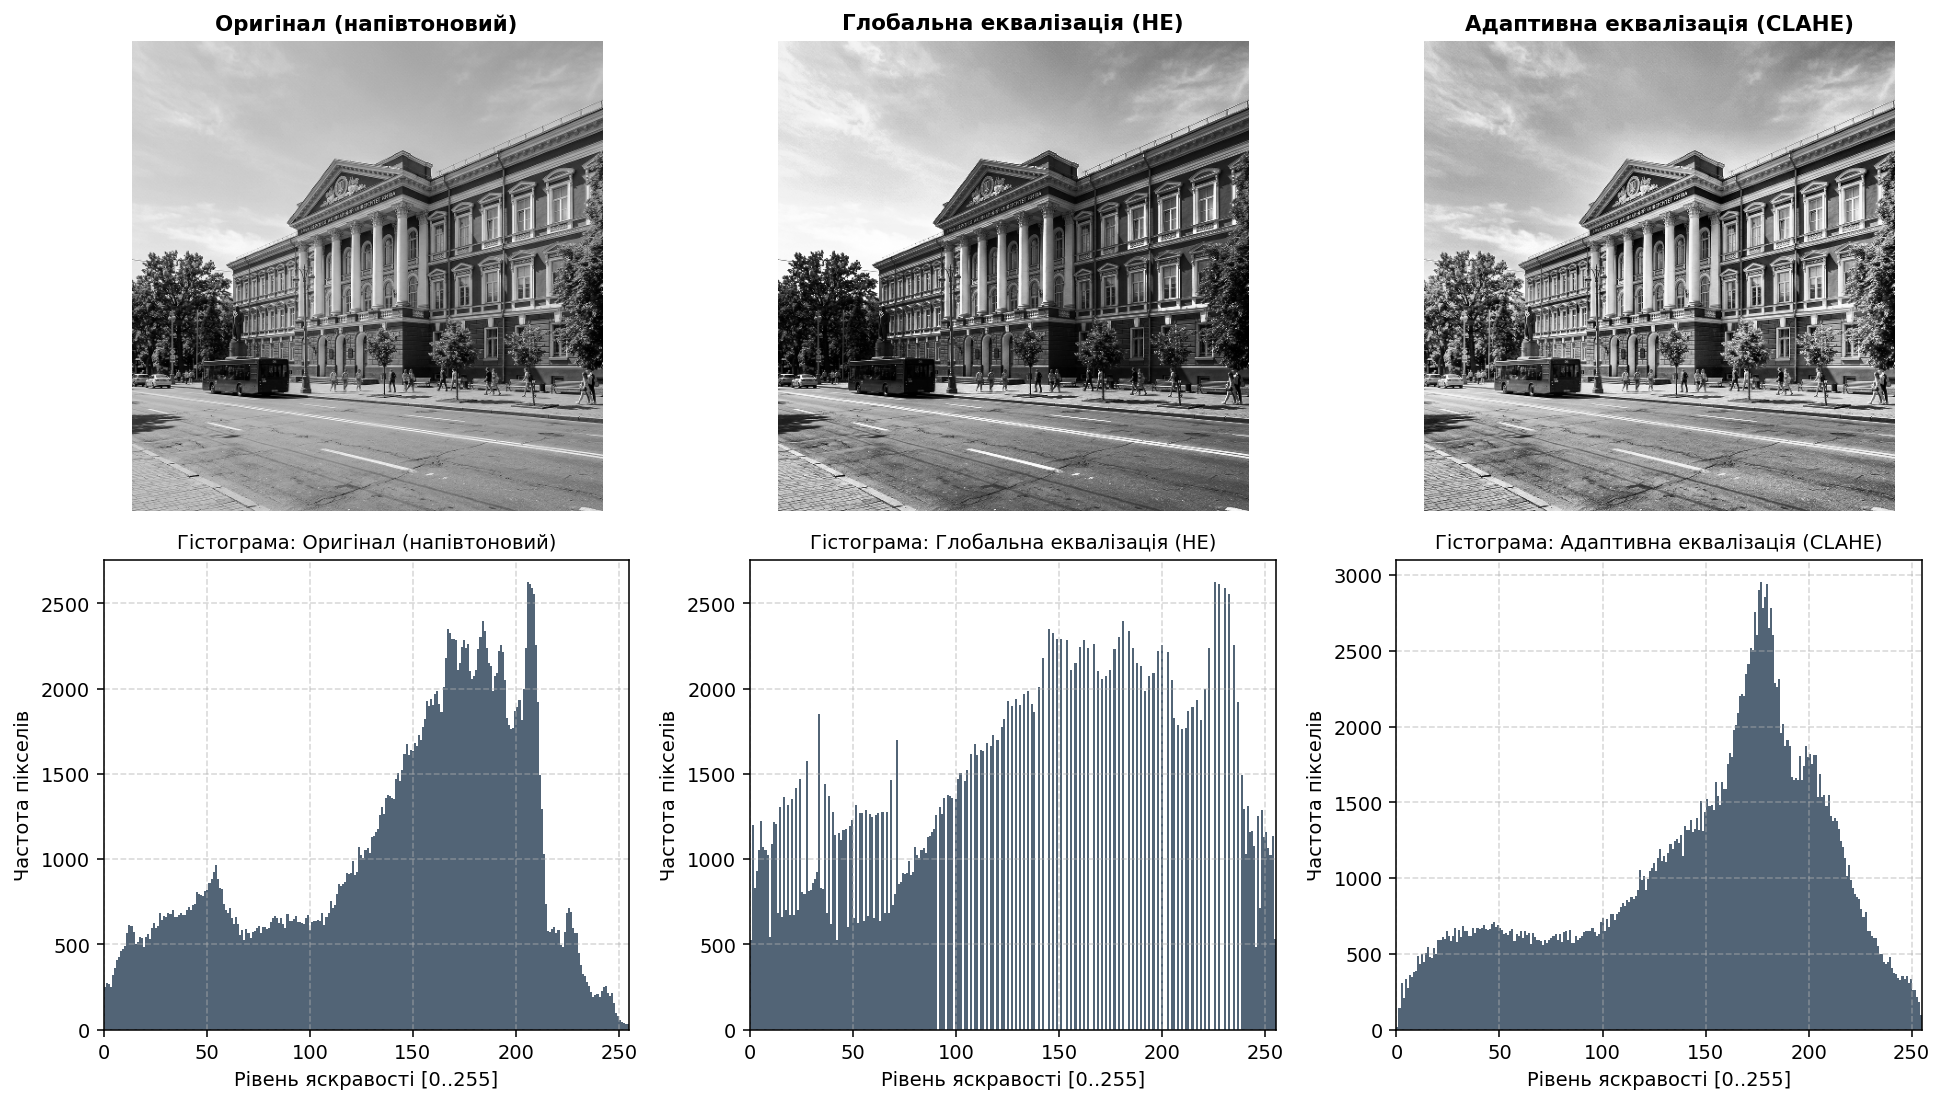 Оригінал (напівтоновий)
Глобальна еквалізація (HE)
Адаптивна еквалізація (CLAHE)
Гістограма: Оригінал (напівтоновий)
Частота пікселів
2500
2000
1500
1000
500
0
0 50 100 150 200 250
Рівень яскравості [0..255]
Гістограма: Глобальна еквалізація (HE)
Частота пікселів
2500
2000
1500
1000
500
0
0 50 100 150 200 250
Рівень яскравості [0..255]
Гістограма: Адаптивна еквалізація (CLAHE)
Частота пікселів
3000
2500
2000
1500
1000
500
0
0 50 100 150 200 250
Рівень яскравості [0..255]